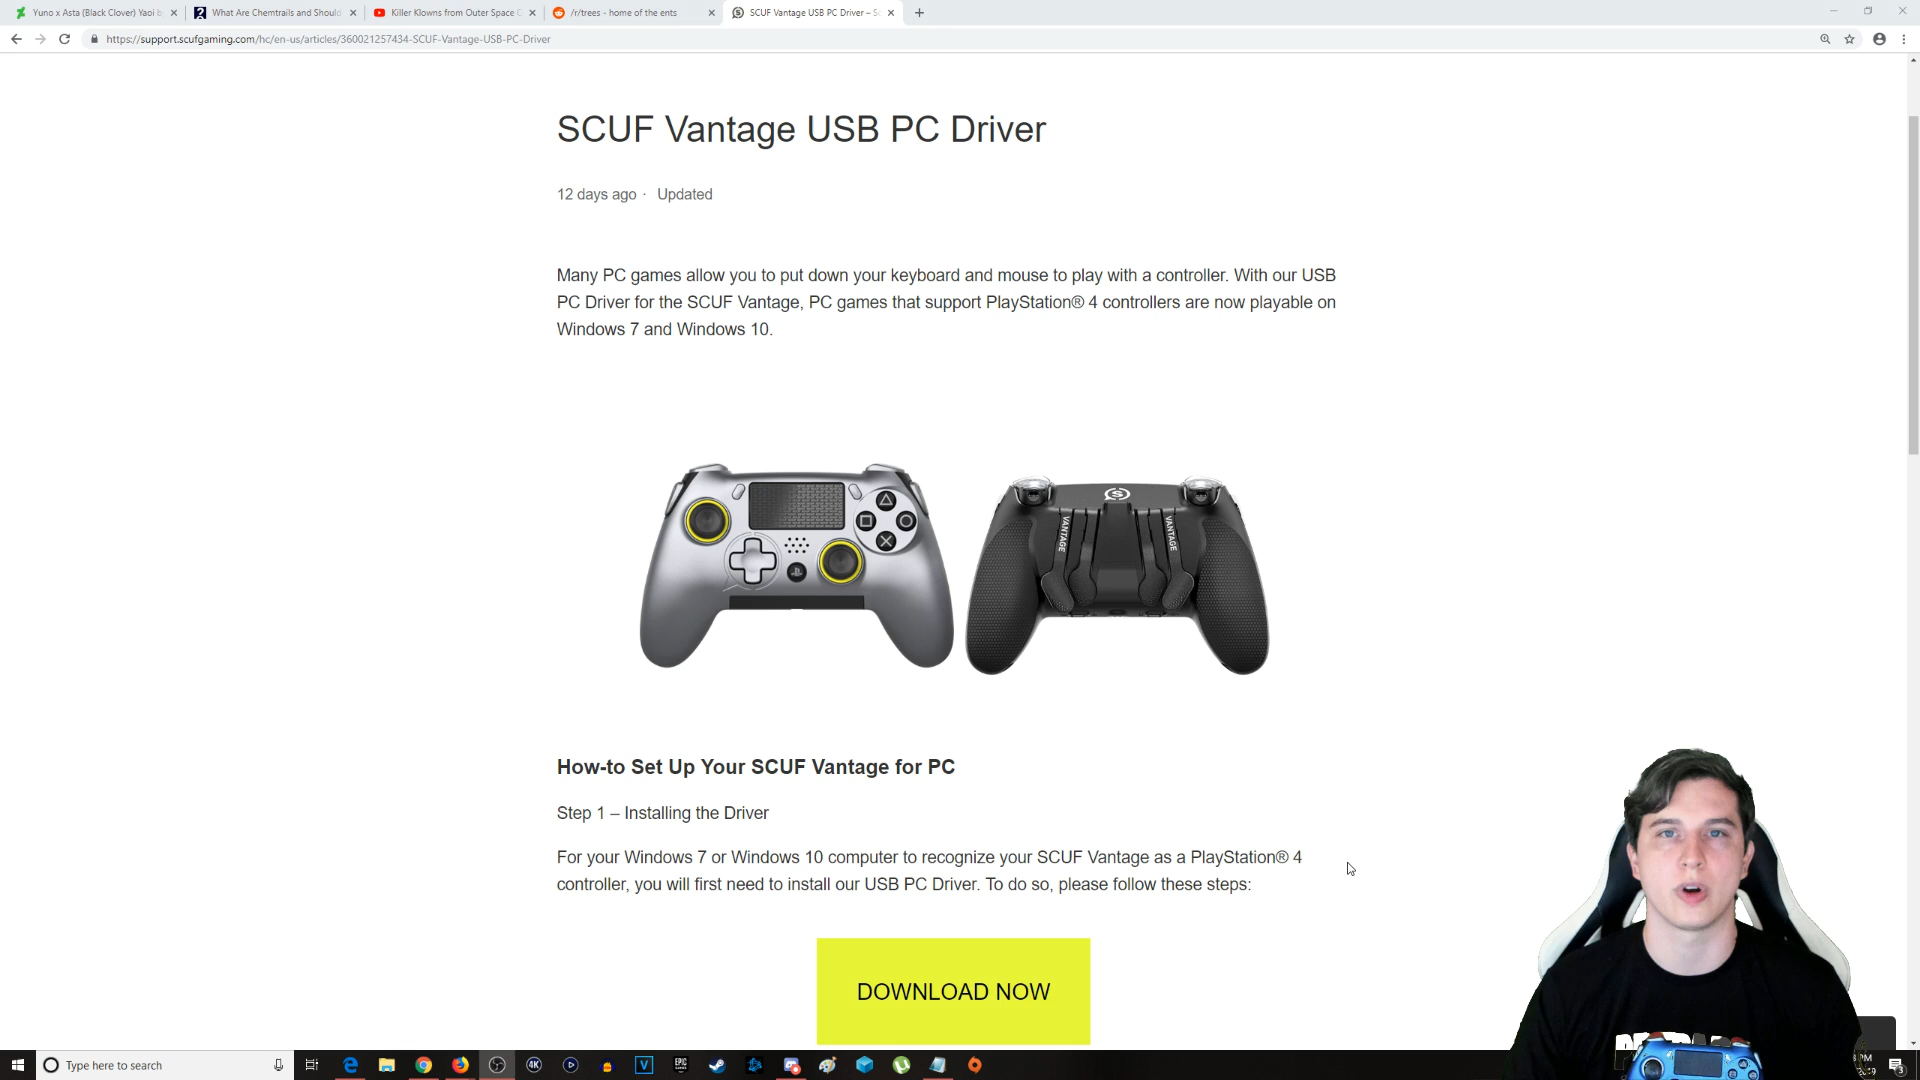 Yuno x Asta (Black Clover) Yaoi
What Are Chemtrails and Should
Killer Klowns from Outer Space
/r/trees - home of the ents
SCUF Vantage USB PC Driver –
https://support.scufgaming.com/hc/en-us/articles/360021257434-SCUF-Vantage-USB-PC-Driver
SCUF Vantage USB PC Driver
12 days ago · Updated
Many PC games allow you to put down your keyboard and mouse to play with a controller. With our USB
PC Driver for the SCUF Vantage, PC games that support PlayStation® 4 controllers are now playable on
Windows 7 and Windows 10.
VANTAGE
VANTAGE
How-to Set Up Your SCUF Vantage for PC
Step 1 – Installing the Driver
For your Windows 7 or Windows 10 computer to recognize your SCUF Vantage as a PlayStation® 4
controller, you will first need to install our USB PC Driver. To do so, please follow these steps:
DOWNLOAD NOW
Type here to search
4K
V
EPIC
GAMES
PM
3